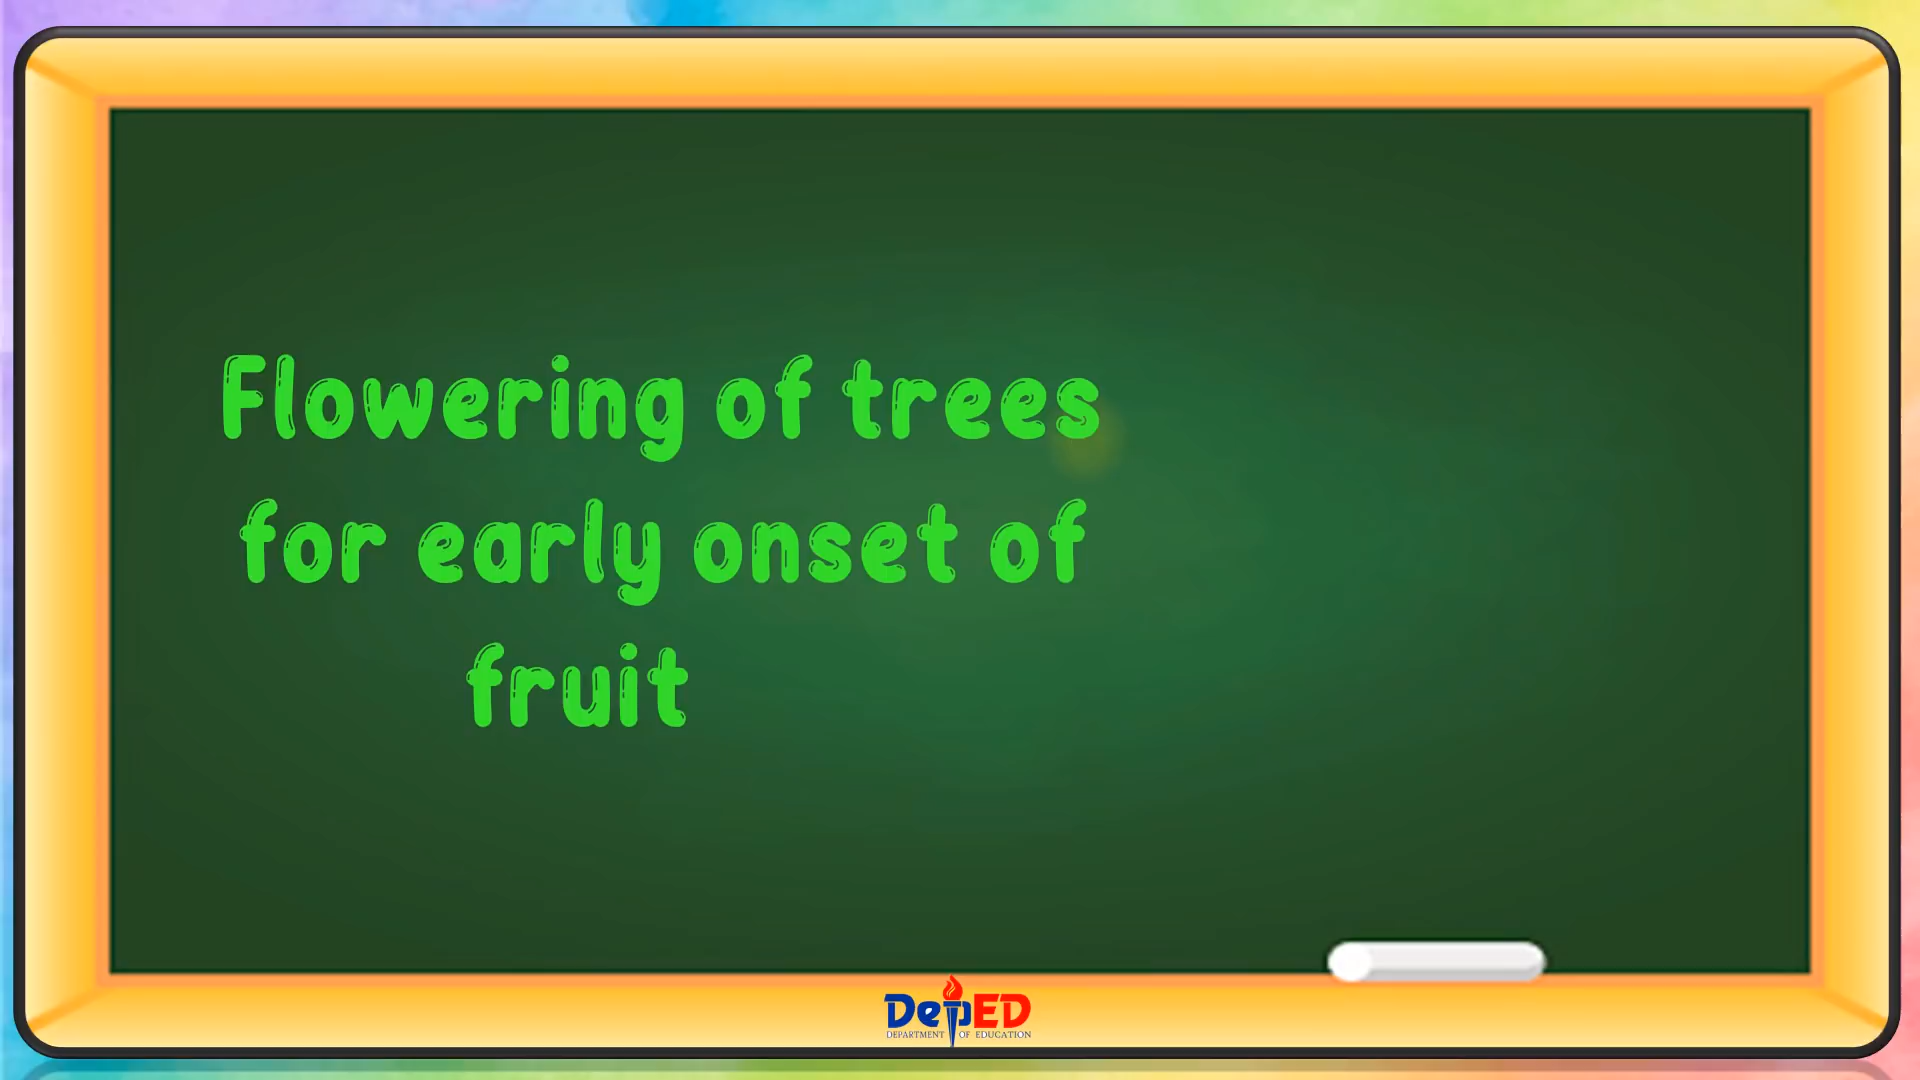 Flowering of trees
for early onset of
fruit
DepED
DEPARTMENT OF EDUCATION